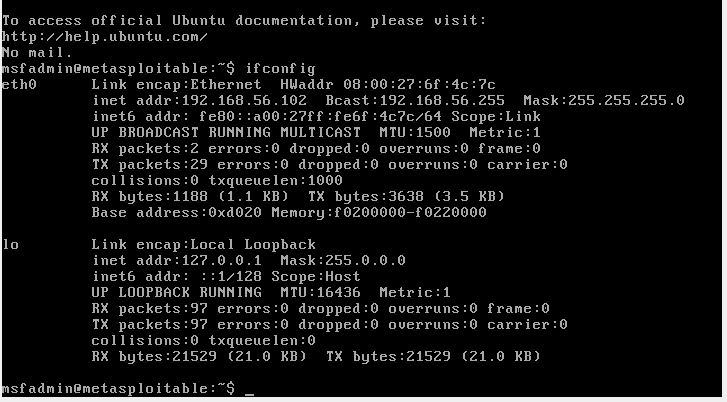 To access official Ubuntu documentation, please visit:
http://help.ubuntu.com/
No mail.
msfadmin@metasploitable:~$ ifconfig
eth0      Link encap:Ethernet  HWaddr 08:00:27:6f:4c:7c
          inet addr:192.168.56.102  Bcast:192.168.56.255  Mask:255.255.255.0
          inet6 addr: fe80::a00:27ff:fe6f:4c7c/64 Scope:Link
          UP BROADCAST RUNNING MULTICAST  MTU:1500  Metric:1
          RX packets:2 errors:0 dropped:0 overruns:0 frame:0
          TX packets:29 errors:0 dropped:0 overruns:0 carrier:0
          collisions:0 txqueuelen:1000
          RX bytes:1188 (1.1 KB)  TX bytes:3638 (3.5 KB)
          Base address:0xd020 Memory:f0200000-f0220000
lo        Link encap:Local Loopback
          inet addr:127.0.0.1  Mask:255.0.0.0
          inet6 addr: ::1/128 Scope:Host
          UP LOOPBACK RUNNING  MTU:16436  Metric:1
          RX packets:97 errors:0 dropped:0 overruns:0 frame:0
          TX packets:97 errors:0 dropped:0 overruns:0 carrier:0
          collisions:0 txqueuelen:0
          RX bytes:21529 (21.0 KB)  TX bytes:21529 (21.0 KB)
msfadmin@metasploitable:~$ _